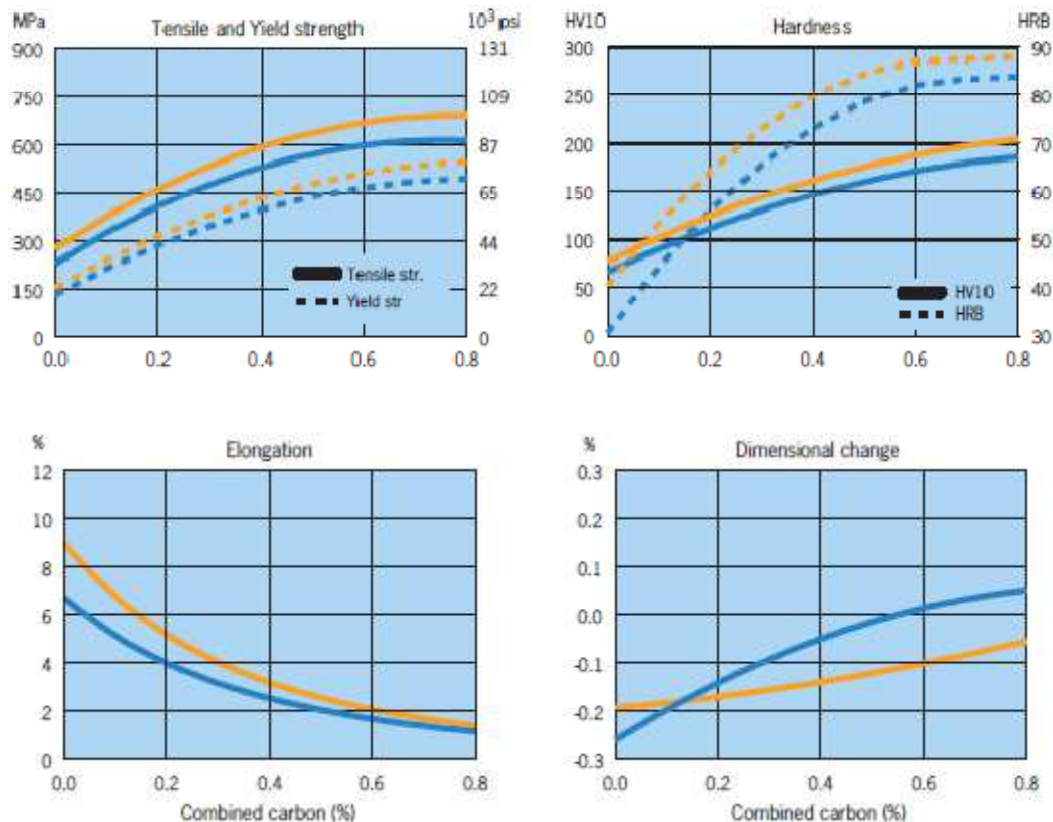 MPa Tensile and Yield strength 10³ psi
900 131
750 109
600 87
450 65
300 44
150 22
0 0
Tensile str.
Yield str
0.0 0.2 0.4 0.6 0.8
HV10 Hardness HRB
300 90
250 80
200 70
150 60
100 50
50 40
0 30
HV10
HRB
0.0 0.2 0.4 0.6 0.8
% Elongation
12
10
8
6
4
2
0
0.0 0.2 0.4 0.6 0.8
Combined carbon (%)
% Dimensional change
0.3
0.2
0.1
0.0
-0.1
-0.2
-0.3
0.0 0.2 0.4 0.6 0.8
Combined carbon (%)